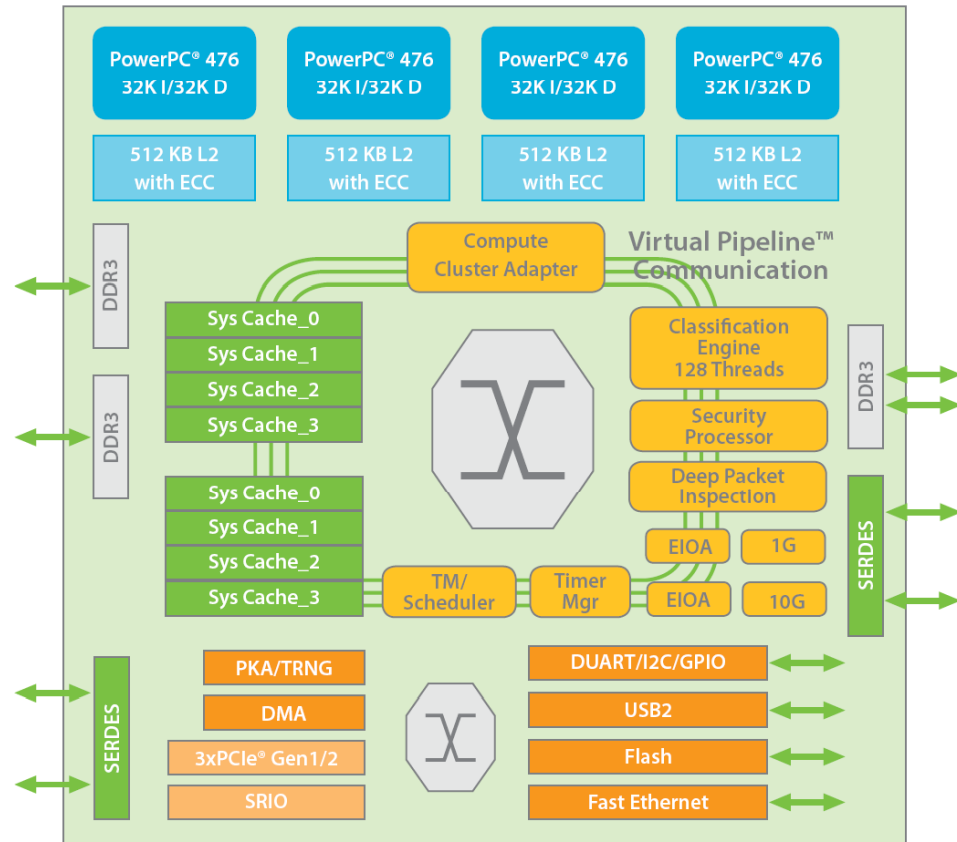 PowerPC® 476
32K I/32K D
PowerPC® 476
32K I/32K D
PowerPC® 476
32K I/32K D
PowerPC® 476
32K I/32K D
512 KB L2
with ECC
512 KB L2
with ECC
512 KB L2
with ECC
512 KB L2
with ECC
DDR3
DDR3
Compute
Cluster Adapter
Virtual Pipeline™
Communication
Sys Cache_0
Sys Cache_1
Sys Cache_2
Sys Cache_3
Sys Cache_0
Sys Cache_1
Sys Cache_2
Sys Cache_3
Classification
Engine
128 Threads
Security
Processor
Deep Packet
Inspection
EIOA
1G
TM/
Scheduler
Timer
Mgr
EIOA
10G
DDR3
SERDES
SERDES
PKA/TRNG
DMA
3xPCIe® Gen1/2
SRIO
DUART/I2C/GPIO
USB2
Flash
Fast Ethernet